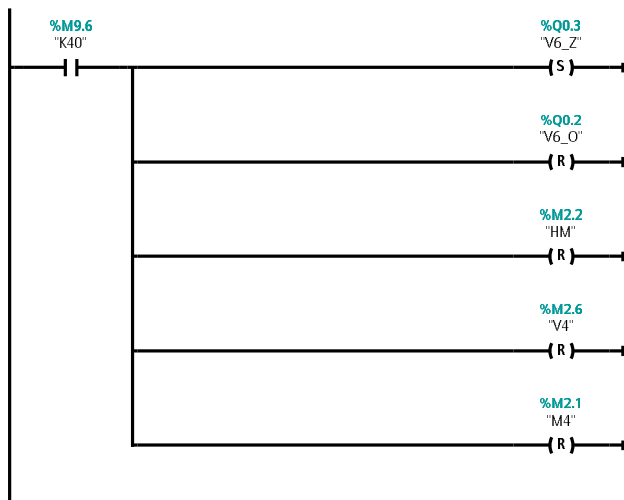 %M9.6
"K40"
%Q0.3
"V6_Z"
S
%Q0.2
"V6_O"
R
%M2.2
"HM"
R
%M2.6
"V4"
R
%M2.1
"M4"
R